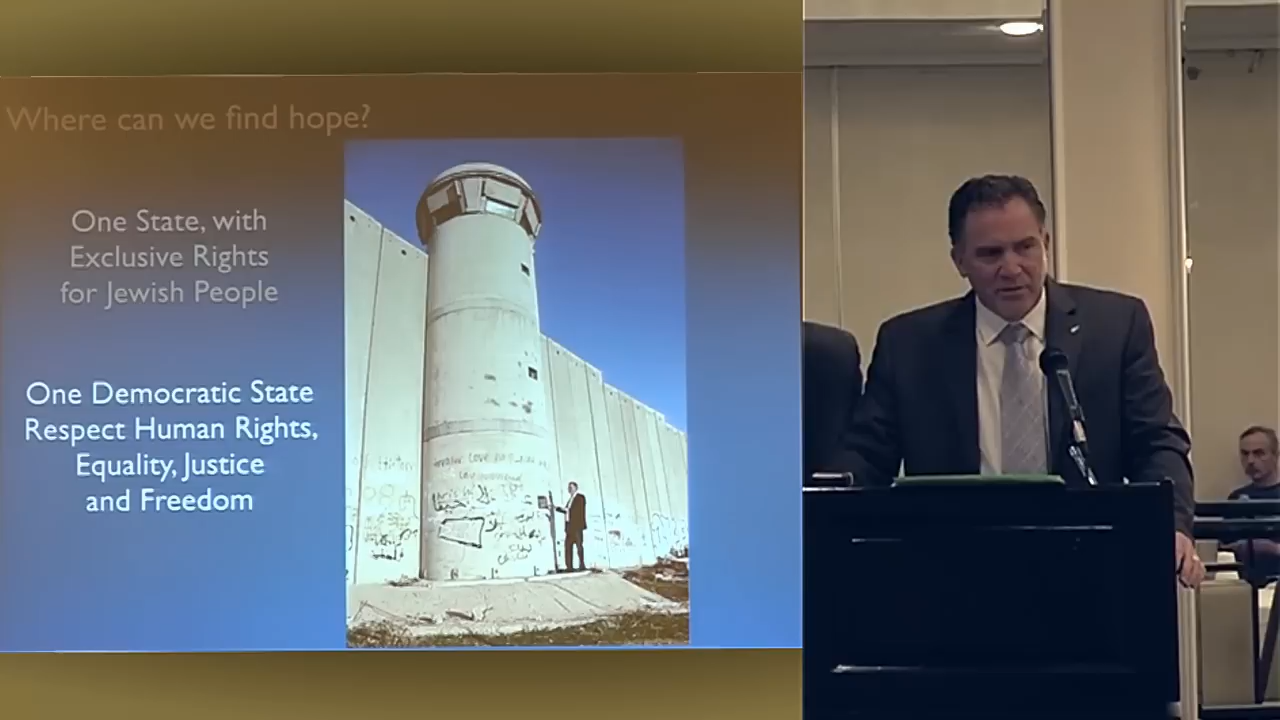 Where can we find hope?
One State, with
Exclusive Rights
for Jewish People
One Democratic State
Respect Human Rights,
Equality, Justice
and Freedom